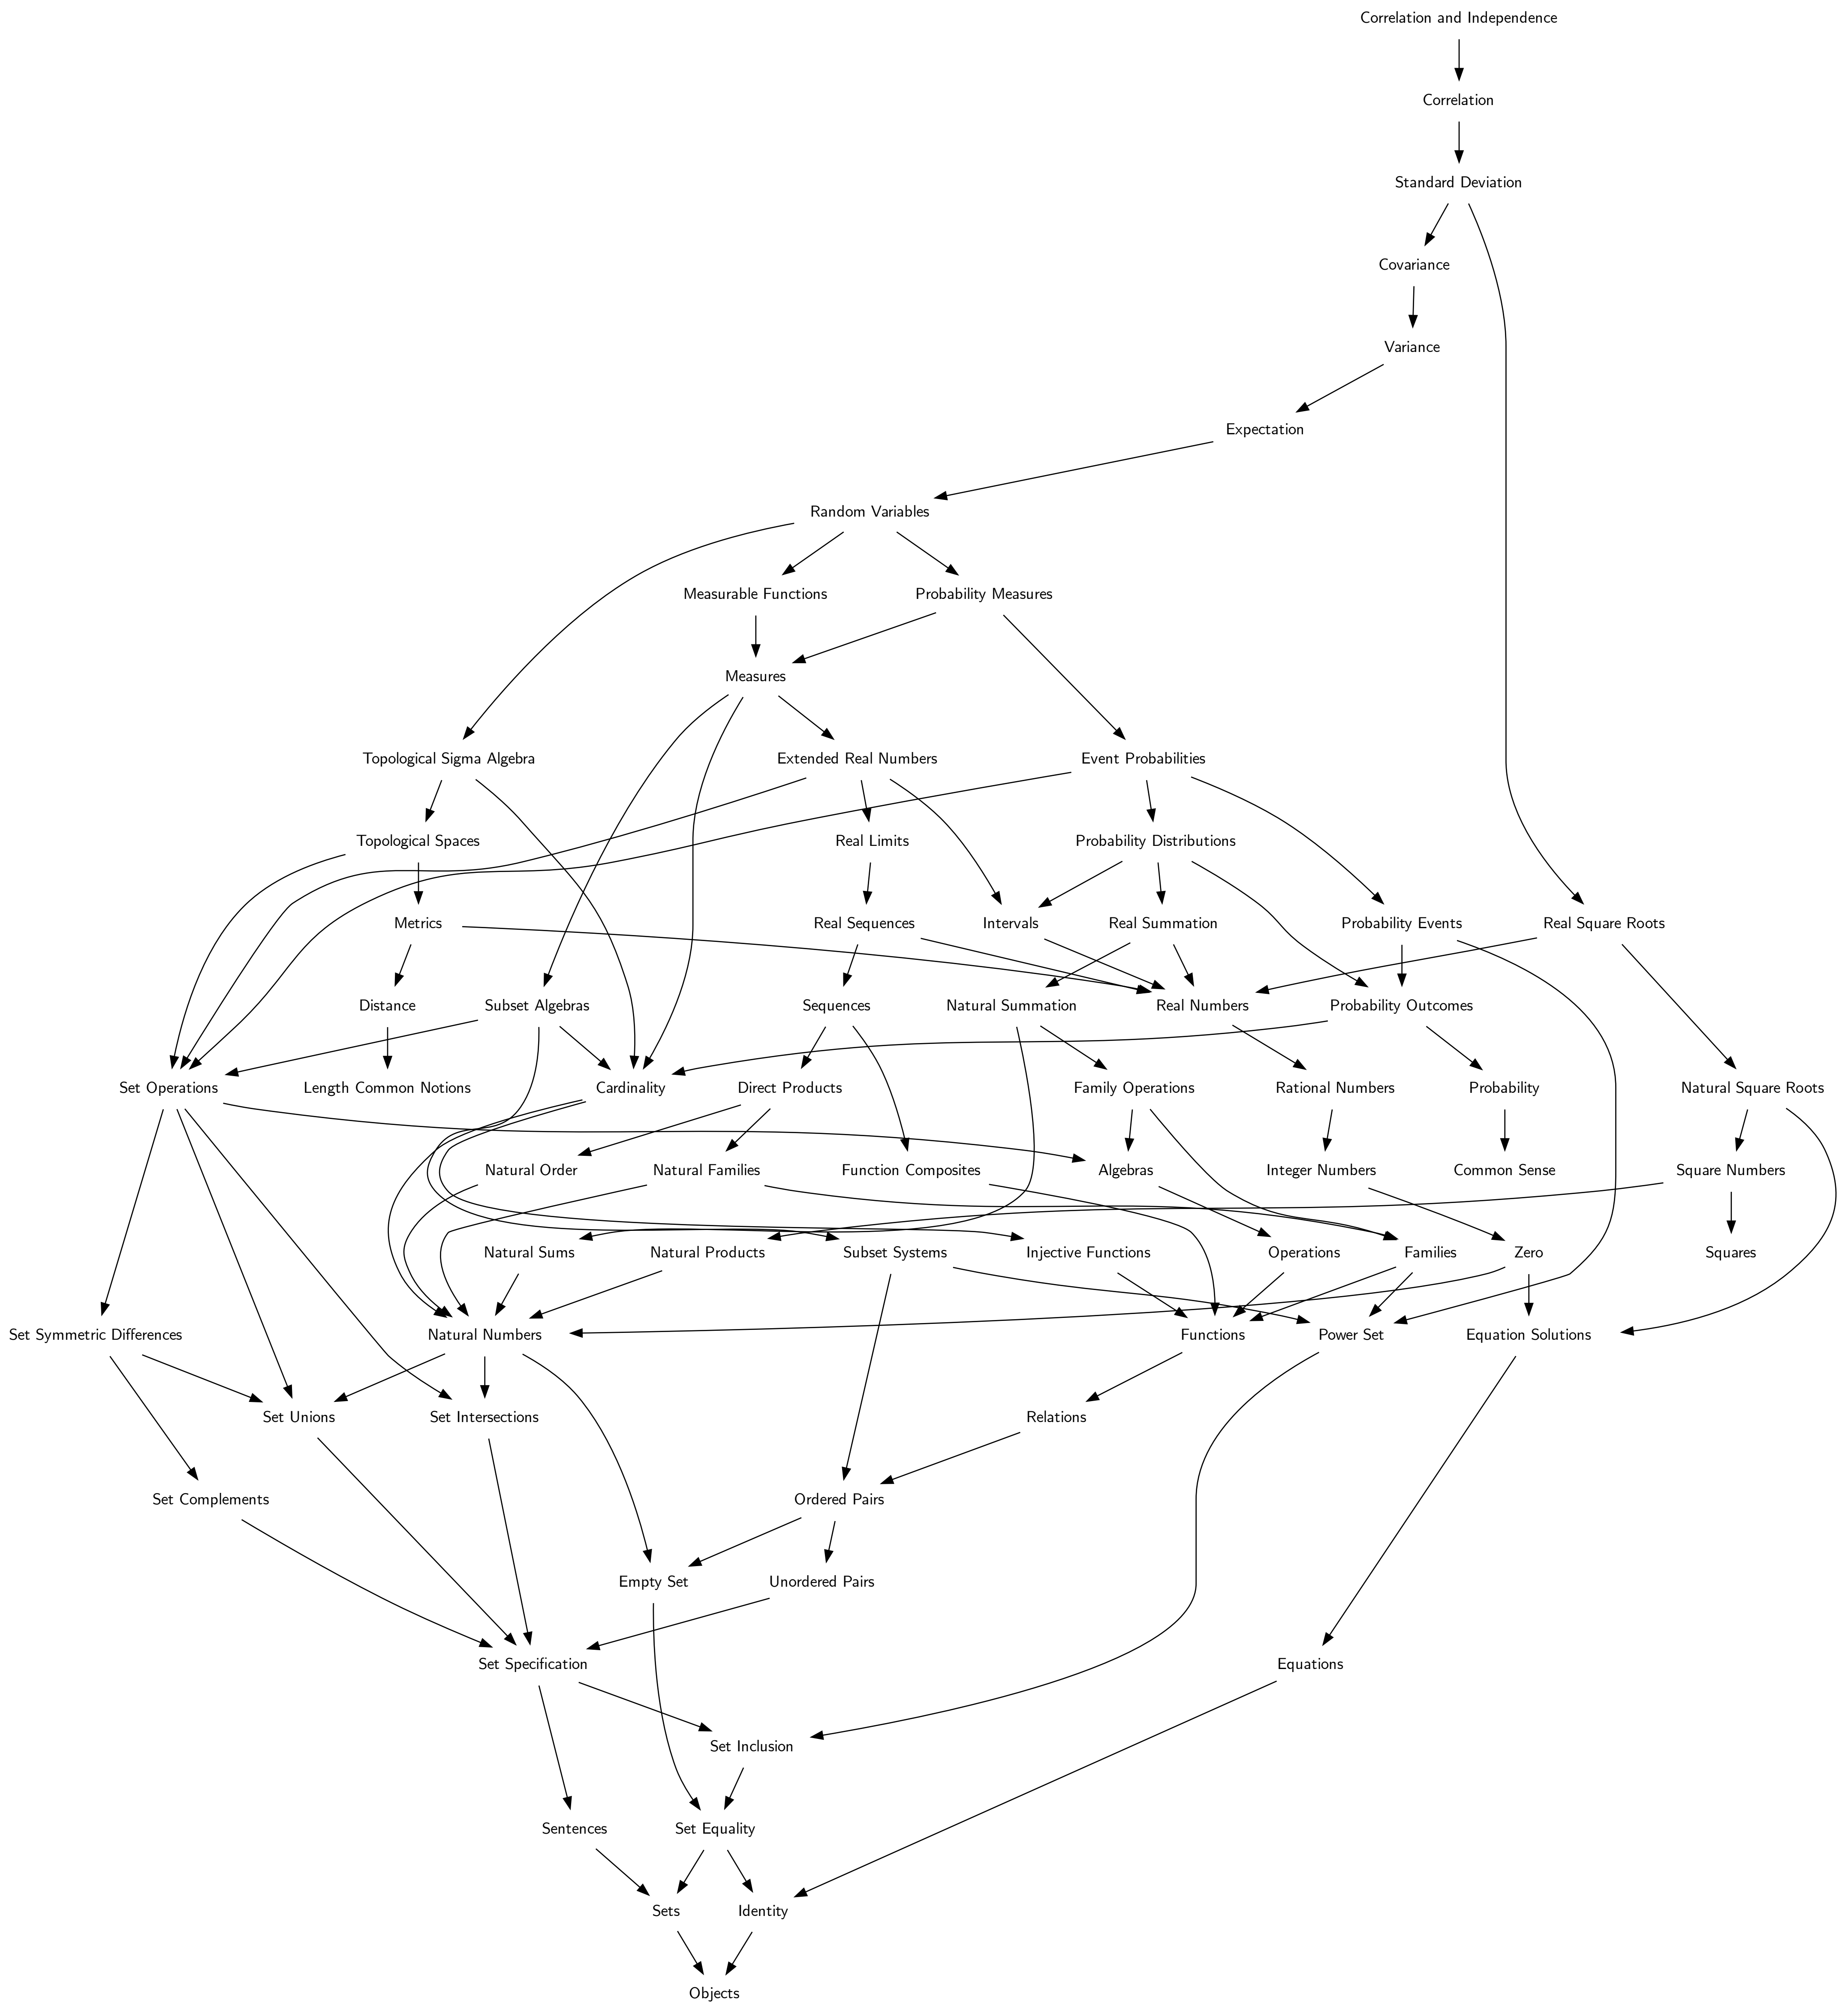 Correlation and Independence
Correlation
Standard Deviation
Covariance
Variance
Expectation
Random Variables
Measurable Functions
Probability Measures
Measures
Topological Sigma Algebra
Extended Real Numbers
Event Probabilities
Topological Spaces
Real Limits
Probability Distributions
Metrics
Real Sequences
Intervals
Real Summation
Probability Events
Real Square Roots
Distance
Subset Algebras
Sequences
Natural Summation
Real Numbers
Probability Outcomes
Set Operations
Length Common Notions
Cardinality
Direct Products
Family Operations
Rational Numbers
Probability
Natural Square Roots
Natural Order
Natural Families
Function Composites
Algebras
Integer Numbers
Common Sense
Square Numbers
Natural Sums
Natural Products
Subset Systems
Injective Functions
Operations
Families
Zero
Squares
Set Symmetric Differences
Natural Numbers
Functions
Power Set
Equation Solutions
Set Unions
Set Intersections
Relations
Set Complements
Ordered Pairs
Empty Set
Unordered Pairs
Set Specification
Equations
Set Inclusion
Sentences
Set Equality
Sets
Identity
Objects